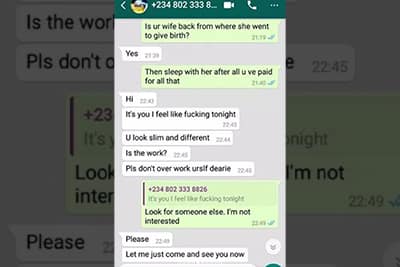 +234 802 333 8...
Is ur wife back from where she went
to give birth?
21:19
Yes
21:39
Then sleep with her after all u ve paid
for all that
21:40
Hi
22:43
It's you I feel like fucking tonight
22:43
U look slim and different
22:44
Is the work?
22:45
Pls don't over work urslf dearie
22:45
+234 802 333 8826
It's you I feel like fucking tonight
Look for someone else. I'm not
interested
22:49
Please
22:49
Let me just come and see you now
Is the work
Pls don't o
+23
It's y
Look
inter
Please
22:45
I'm not
22:49